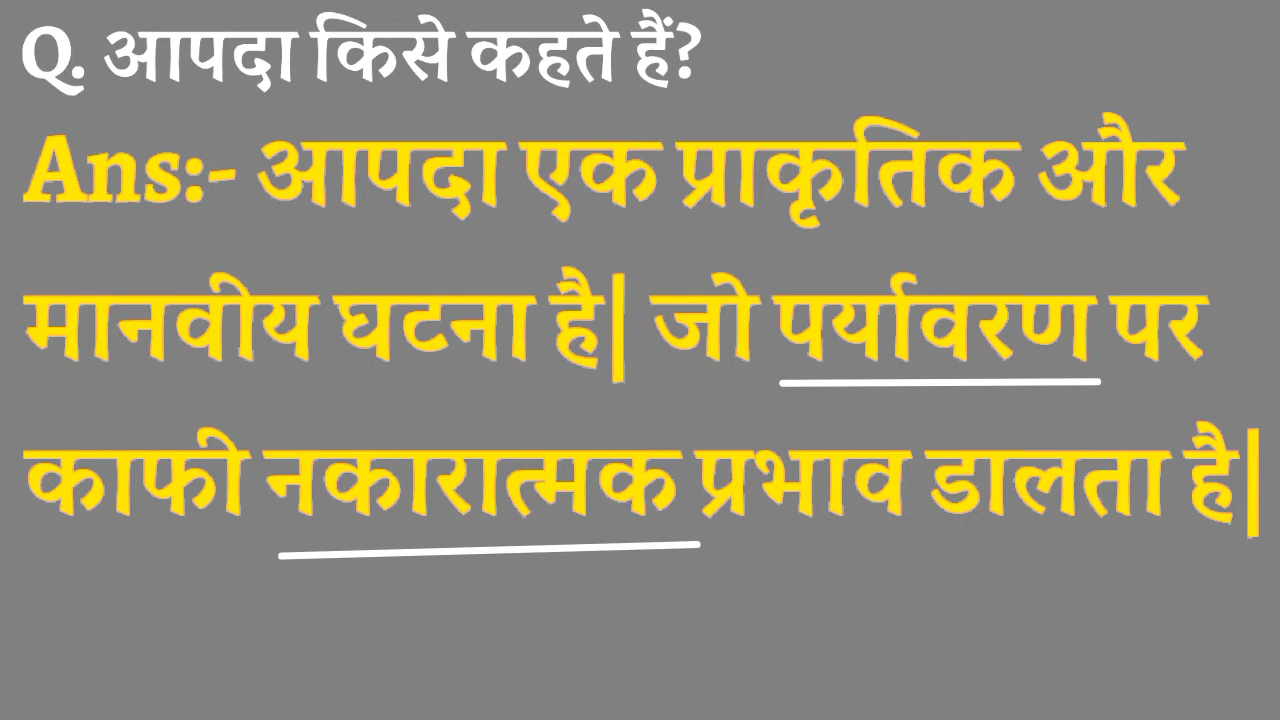 Q. आपदा किसे कहते हैं?
Ans:- आपदा एक प्राकृतिक और
मानवीय घटना है| जो पर्यावरण पर
काफी नकारात्मक प्रभाव डालता है|